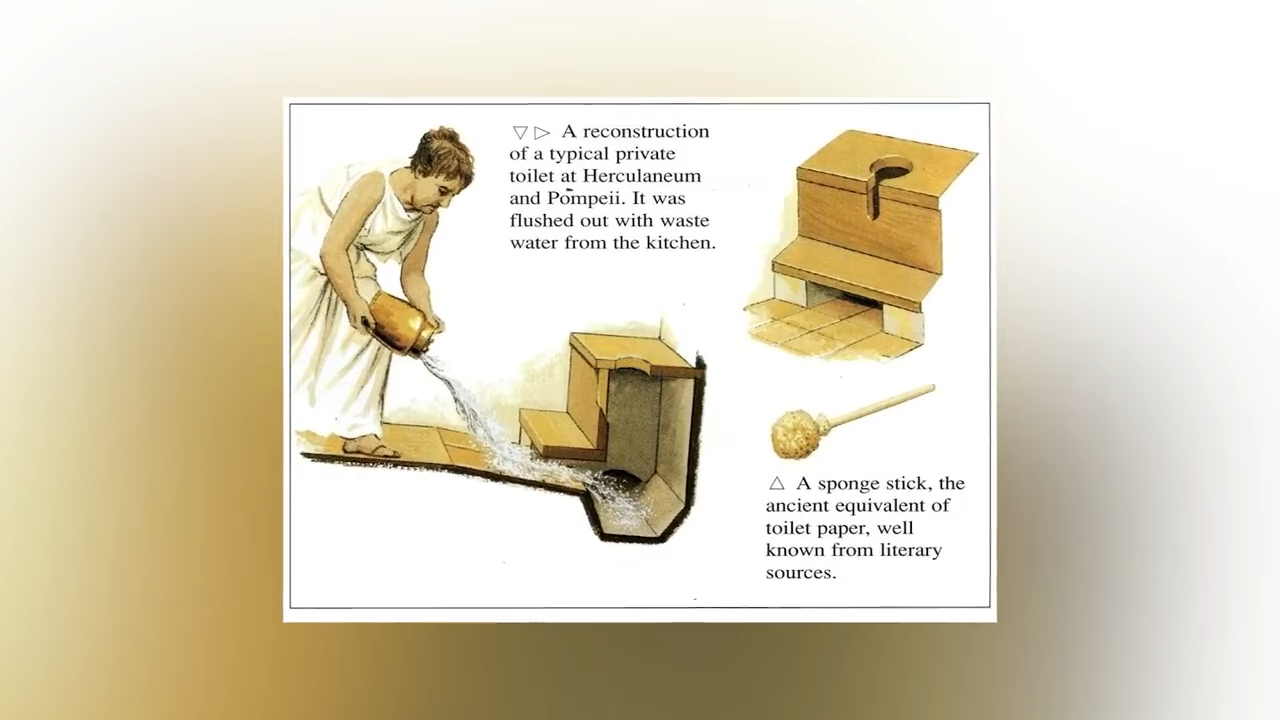 ▽ ▷ A reconstruction
of a typical private
toilet at Herculaneum
and Pompeii. It was
flushed out with waste
water from the kitchen.
△ A sponge stick, the
ancient equivalent of
toilet paper, well
known from literary
sources.